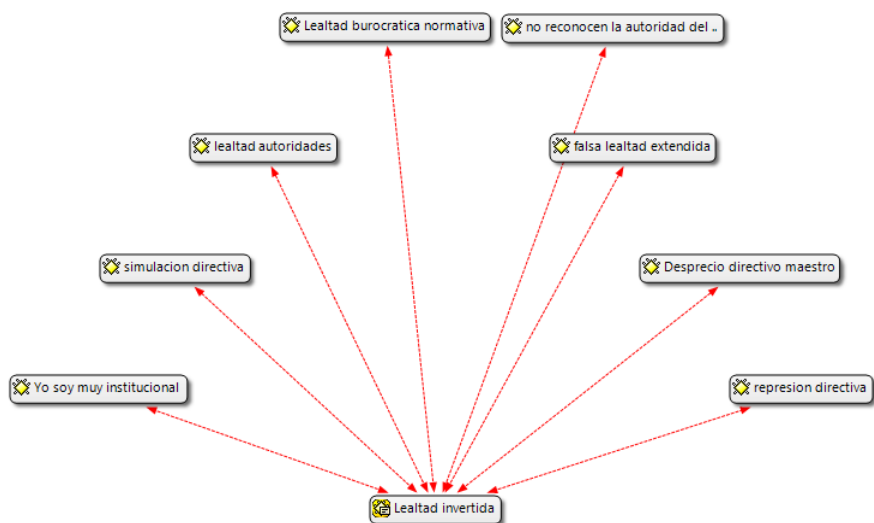 Lealtad burocratica normativa
no reconocen la autoridad del ..
lealtad autoridades
falsa lealtad extendida
simulacion directiva
Desprecio directivo maestro
Yo soy muy institucional
represion directiva
Lealtad invertida